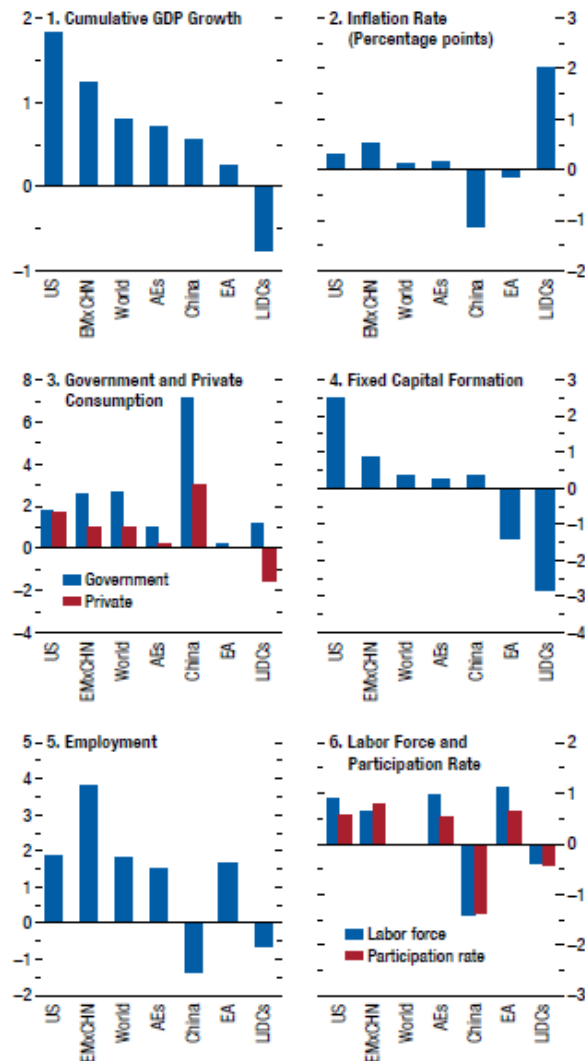 1. Cumulative GDP Growth
2
1
0
–1
US
EMxCHN
World
AEs
China
EA
LIDCs
2. Inflation Rate
(Percentage points)
3
2
1
0
–1
–2
US
EMxCHN
World
AEs
China
EA
LIDCs
3. Government and Private
Consumption
8
6
4
2
0
–2
–4
Government
Private
US
EMxCHN
World
AEs
China
EA
LIDCs
4. Fixed Capital Formation
3
2
1
0
–1
–2
–3
–4
US
EMxCHN
World
AEs
China
EA
LIDCs
5. Employment
5
4
3
2
1
0
–1
–2
US
EMxCHN
World
AEs
China
EA
LIDCs
6. Labor Force and
Participation Rate
2
1
0
–1
–2
–3
Labor force
Participation rate
US
EMxCHN
World
AEs
China
EA
LIDCs